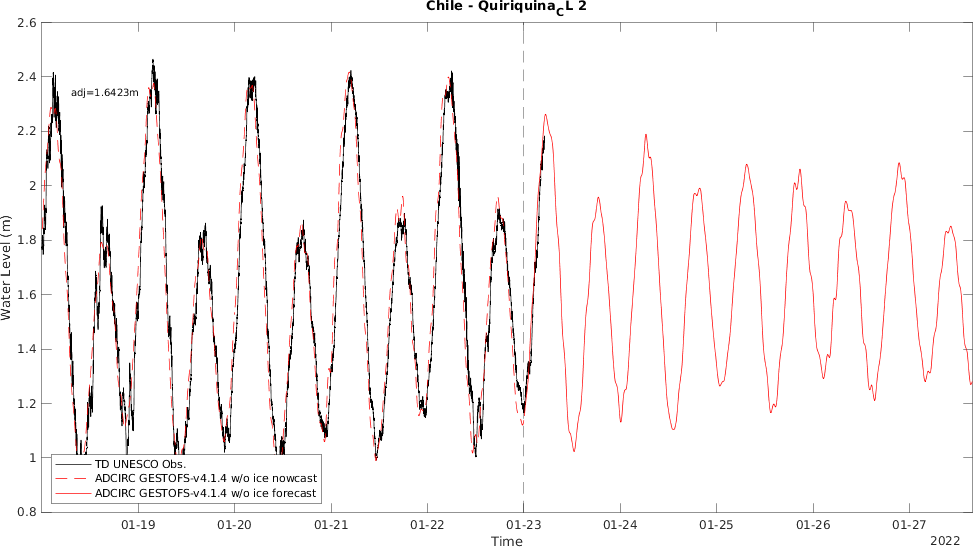 Chile - Quiriquina_CL 2
2.6
2.4
2.2
2
1.8
1.6
1.4
1.2
1
0.8
Water Level (m)
adj=1.6423m
TD UNESCO Obs.
ADCIRC GESTOFS-v4.1.4 w/o ice nowcast
ADCIRC GESTOFS-v4.1.4 w/o ice forecast
01-19 01-20 01-21 01-22 01-23 01-24 01-25 01-26 01-27
Time
2022